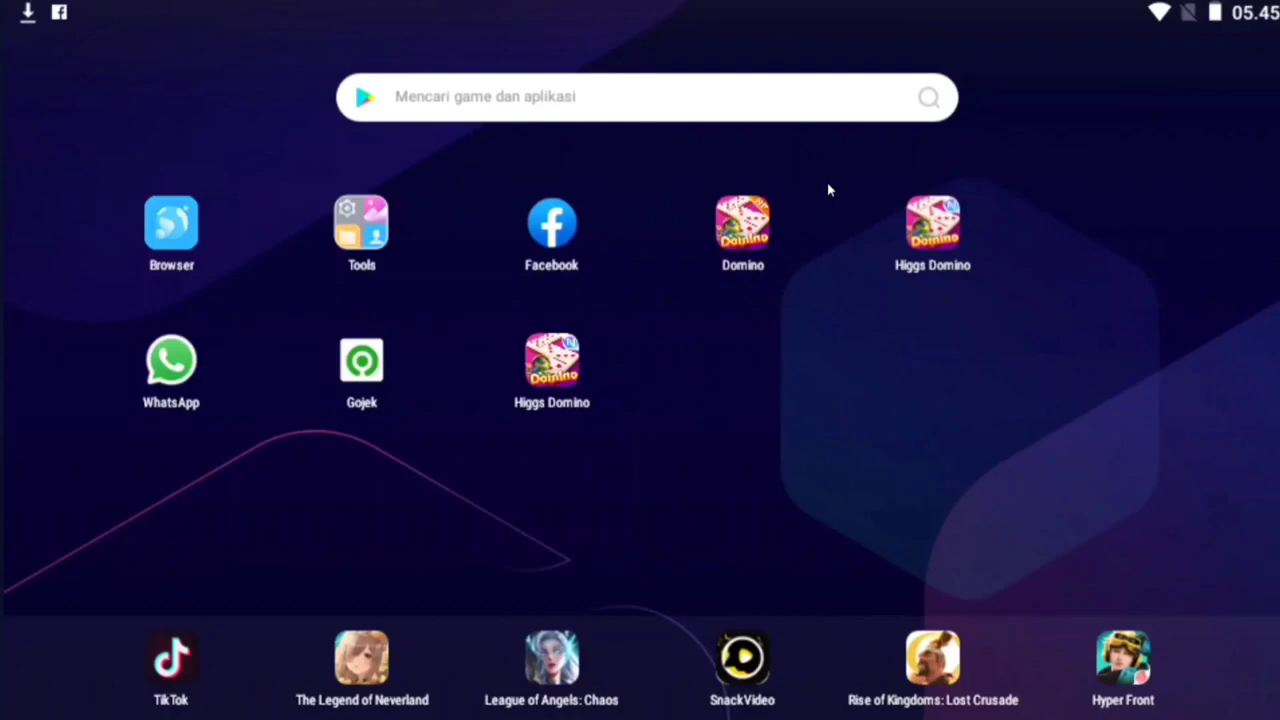 05.45
Mencari game dan aplikasi
Browser
Tools
Facebook
Domino
Higgs Domino
WhatsApp
Gojek
Higgs Domino
TikTok
The Legend of Neverland
League of Angels: Chaos
SnackVideo
Rise of Kingdoms: Lost Crusade
Hyper Front